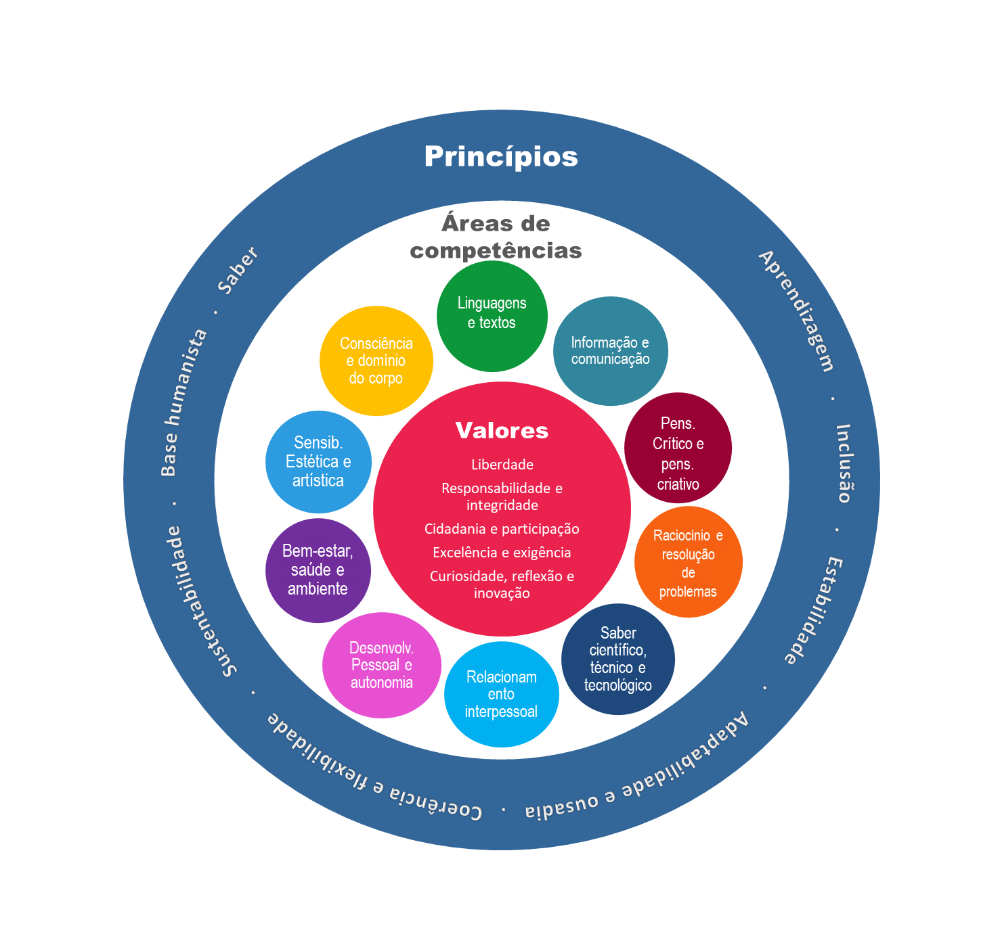 Princípios
Aprendizagem · Inclusão · Estabilidade · Adaptabilidade e ousadia · Coerência e flexibilidade · Sustentabilidade · Base humanista · Saber
Áreas de
competências
Linguagens
e textos
Informação e
comunicação
Pens.
Crítico e
pens.
criativo
Raciocínio e
resolução
de
problemas
Saber
científico,
técnico e
tecnológico
Relacionam
ento
interpessoal
Desenvolv.
Pessoal e
autonomia
Bem-estar,
saúde e
ambiente
Sensib.
Estética e
artística
Consciência
e domínio
do corpo
Valores
Liberdade
Responsabilidade e
integridade
Cidadania e participação
Excelência e exigência
Curiosidade, reflexão e
inovação